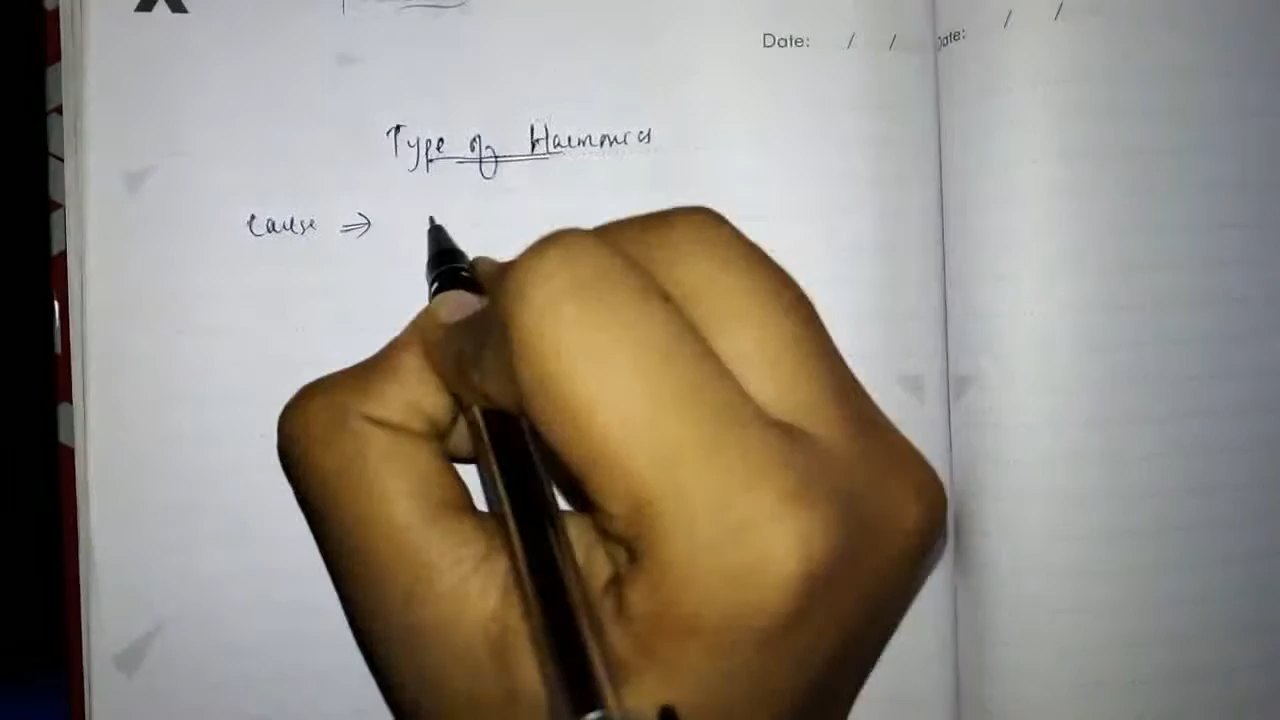 Date: / / Date: / /
Type of Harmonics
Cause ⇒